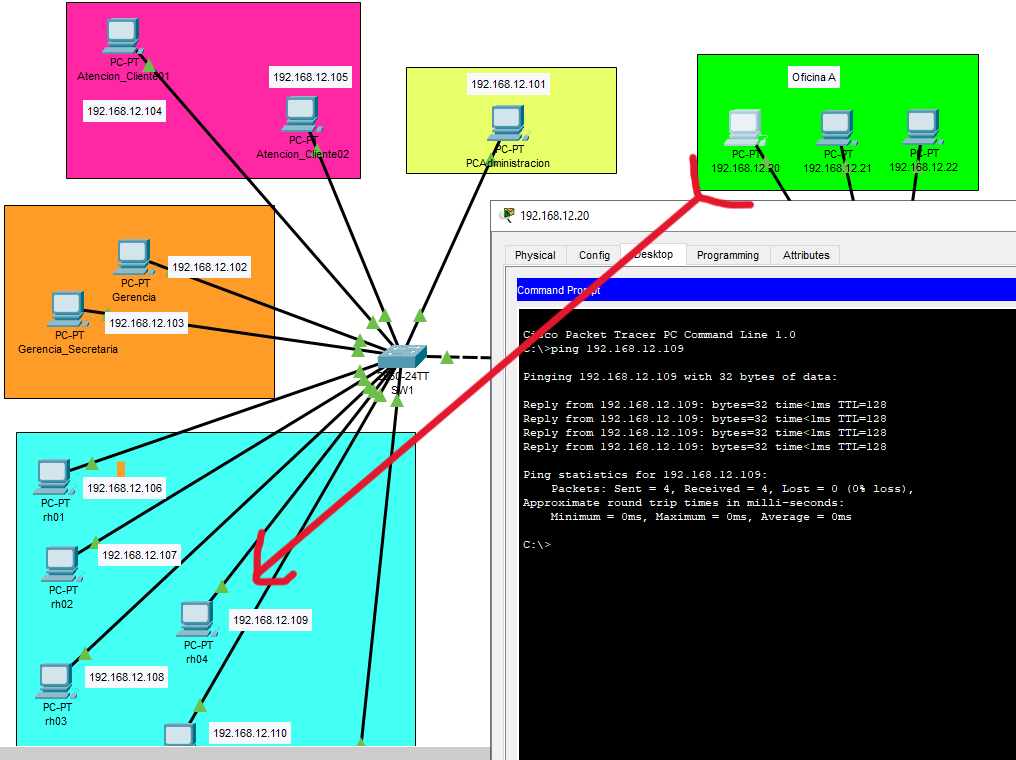 PC-PT
Atencion_Cliente01
192.168.12.104
192.168.12.105
PC-PT
Atencion_Cliente02
192.168.12.101
PC-PT
PCAdministracion
Oficina A
PC-PT
192.168.12.20
PC-PT
192.168.12.21
PC-PT
192.168.12.22
PC-PT
Gerencia
192.168.12.102
PC-PT
Gerencia_Secretaria
192.168.12.103
2960-24TT
SW1
PC-PT
rh01
192.168.12.106
PC-PT
rh02
192.168.12.107
PC-PT
rh03
192.168.12.108
PC-PT
rh04
192.168.12.109
192.168.12.110
192.168.12.20
Physical Config Desktop Programming Attributes
Command Prompt
Cisco Packet Tracer PC Command Line 1.0
C:\>ping 192.168.12.109
Pinging 192.168.12.109 with 32 bytes of data:
Reply from 192.168.12.109: bytes=32 time<1ms TTL=128
Reply from 192.168.12.109: bytes=32 time<1ms TTL=128
Reply from 192.168.12.109: bytes=32 time<1ms TTL=128
Reply from 192.168.12.109: bytes=32 time<1ms TTL=128
Ping statistics for 192.168.12.109:
Packets: Sent = 4, Received = 4, Lost = 0 (0% loss),
Approximate round trip times in milli-seconds:
Minimum = 0ms, Maximum = 0ms, Average = 0ms
C:\>